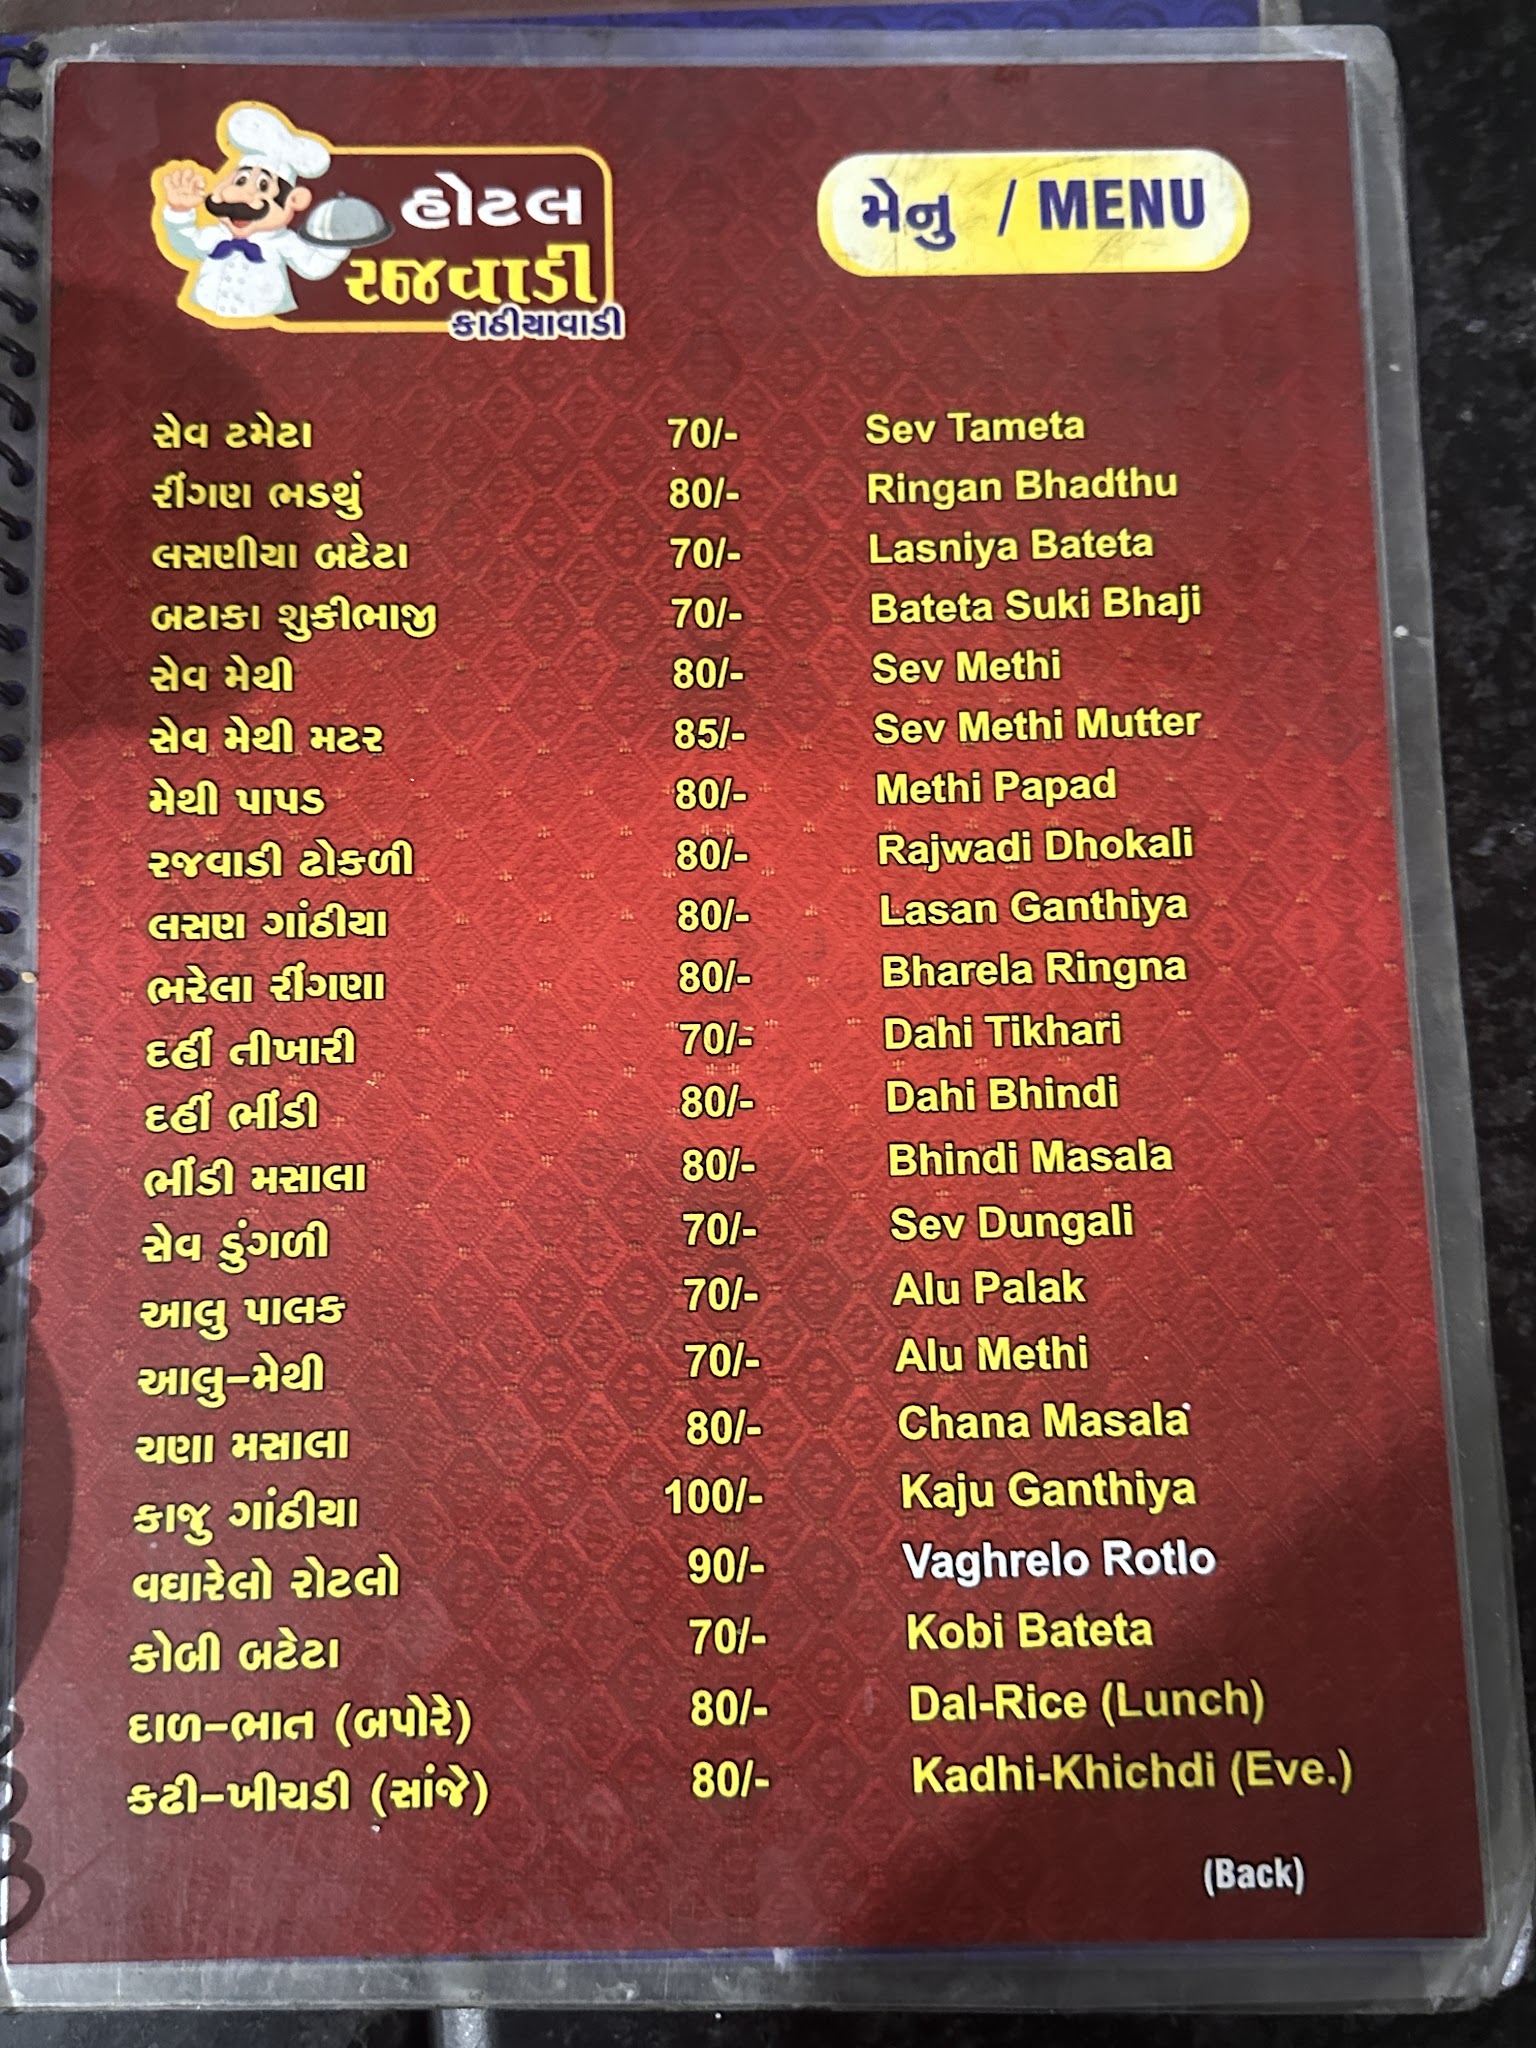 હોટલ
રજવાડી
કાઠીયાવાડી
મેનુ / MENU
સેવ ટમેટા 70/- Sev Tameta
રીંગણ ભડથું 80/- Ringan Bhadthu
લસણીયા બટેટા 70/- Lasniya Bateta
બટાકા શુકીભાજી 70/- Bateta Suki Bhaji
સેવ મેથી 80/- Sev Methi
સેવ મેથી મટર 85/- Sev Methi Mutter
મેથી પાપડ 80/- Methi Papad
રજવાડી ઢોકળી 80/- Rajwadi Dhokali
લસણ ગાંઠીયા 80/- Lasan Ganthiya
ભરેલા રીંગણા 80/- Bharela Ringna
દહીં તીખારી 70/- Dahi Tikhari
દહીં ભીંડી 80/- Dahi Bhindi
ભીંડી મસાલા 80/- Bhindi Masala
સેવ ડુંગળી 70/- Sev Dungali
આલુ પાલક 70/- Alu Palak
આલુ-મેથી 70/- Alu Methi
ચણા મસાલા 80/- Chana Masala
કાજુ ગાંઠીયા 100/- Kaju Ganthiya
વઘારેલો રોટલો 90/- Vaghrelo Rotlo
કોબી બટેટા 70/- Kobi Bateta
દાળ-ભાત (બપોરે) 80/- Dal-Rice (Lunch)
કઢી-ખીચડી (સાંજે) 80/- Kadhi-Khichdi (Eve.)
(Back)